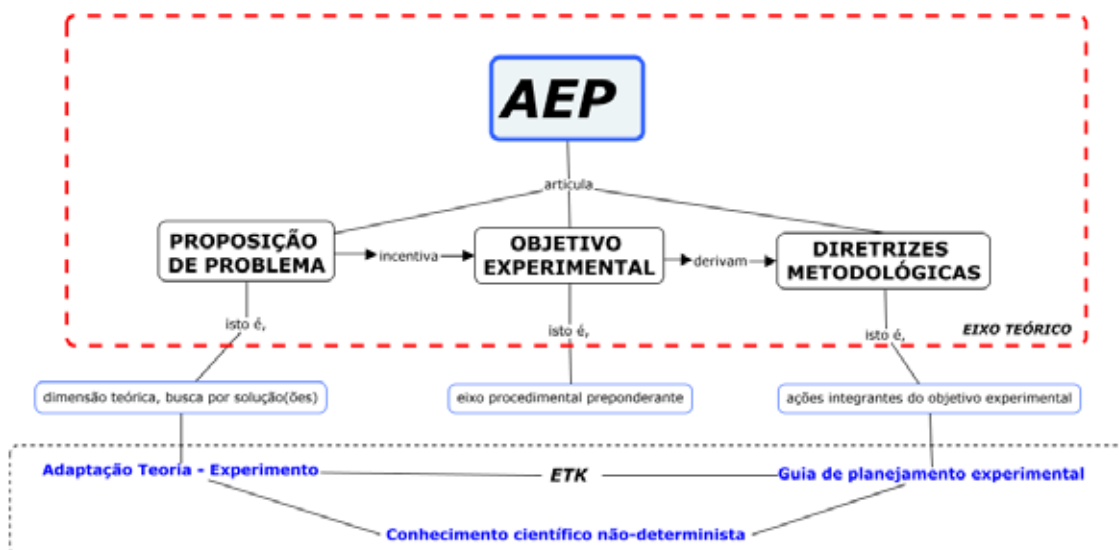 AEP
articula
PROPOSIÇÃO
DE PROBLEMA
incentiva
OBJETIVO
EXPERIMENTAL
derivam
DIRETRIZES
METODOLÓGICAS
isto é,
isto é,
isto é,
EIXO TEÓRICO
dimensão teórica, busca por solução(ões)
eixo procedimental preponderante
ações integrantes do objetivo experimental
Adaptação Teoria - Experimento
ETK
Guia de planejamento experimental
Conhecimento científico não-determinista